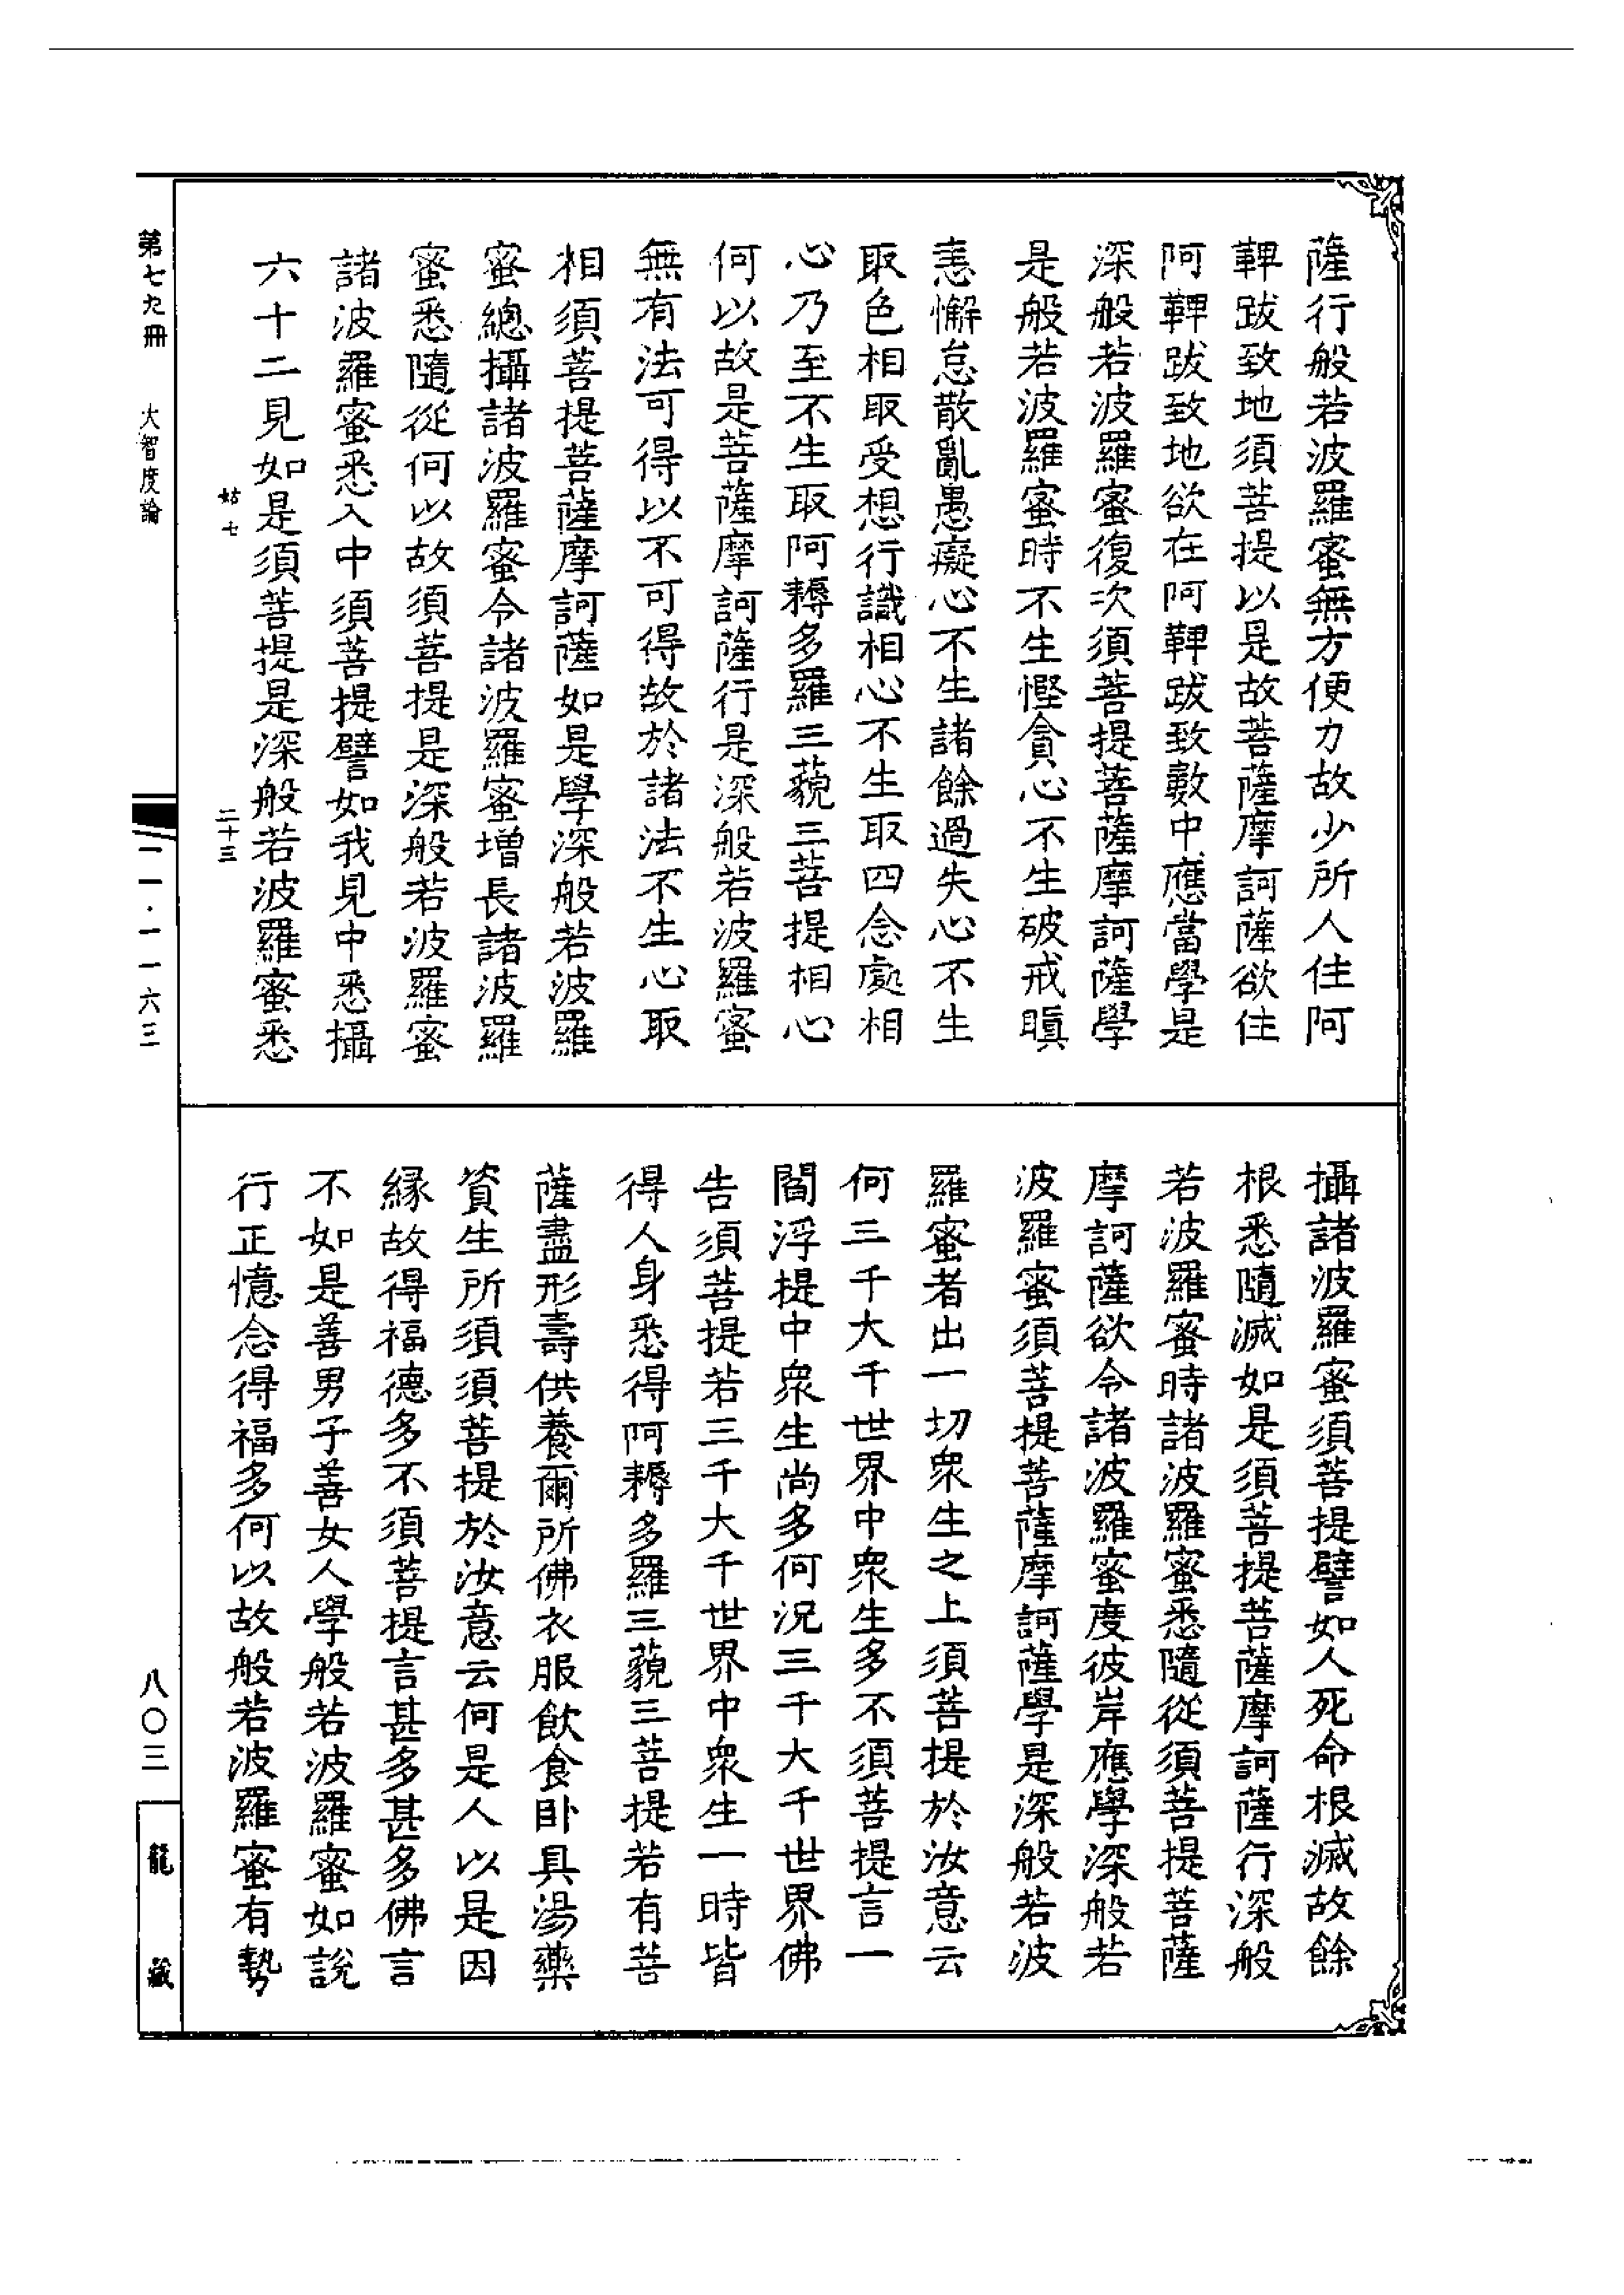 薩行般若波羅蜜無方便力故少所人住阿
鞞跋致地須菩提以是故菩薩摩訶薩欲住
阿鞞跋致地欲在阿鞞跋致數中應當學是
深般若波羅蜜復次須菩提菩薩摩訶薩學
是般若波羅蜜時不生慳貪心不生破戒瞋
恚懈怠散亂愚癡心不生諸餘過失心不生
取色相取受想行識相心不生取四念處相
心乃至不生取阿耨多羅三藐三菩提相心
何以故是菩薩摩訶薩行是深般若波羅蜜
無有法可得以不可得故於諸法不生心取
相須菩提菩薩摩訶薩如是學深般若波羅
蜜總攝諸波羅蜜令諸波羅蜜增長諸波羅
蜜悉隨從何以故須菩提是深般若波羅蜜
諸波羅蜜悉入中須菩提譬如我見中悉攝
六十二見如是須菩提是深般若波羅蜜悉
姑七
二十三
攝諸波羅蜜須菩提譬如人死命根滅故餘
根悉隨滅如是須菩提菩薩摩訶薩行深般
若波羅蜜時諸波羅蜜悉隨從須菩提菩薩
摩訶薩欲令諸波羅蜜度彼岸應學深般若
波羅蜜須菩提菩薩摩訶薩學是深般若波
羅蜜者出一切衆生之上須菩提於汝意云
何三千大千世界中衆生多不須菩提言一
閻浮提中衆生尚多何況三千大千世界佛
告須菩提若三千大千世界中衆生一時皆
得人身悉得阿耨多羅三藐三菩提若有菩
薩盡形壽供養爾所佛衣服飲食卧具湯藥
資生所須須菩提於汝意云何是人以是因
緣故得福德多不須菩提言甚多甚多佛言
不如是善男子善女人學般若波羅蜜如說
行正憶念得福多何以故般若波羅蜜有勢
第七九冊
大智度論
一一·一一六三
八〇三
龍藏